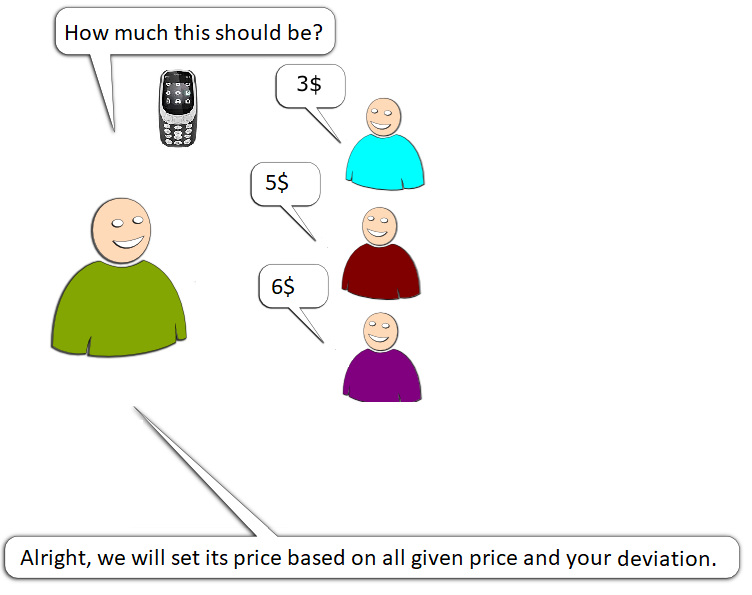 How much this should be?
3$
5$
6$
Alright, we will set its price based on all given price and your deviation.